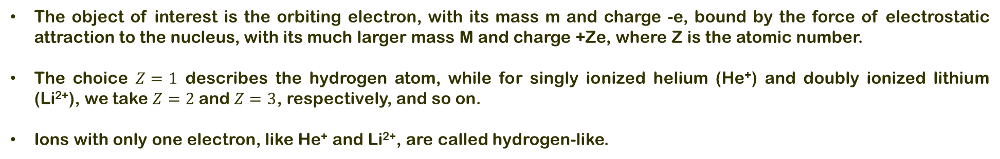 • The object of interest is the orbiting electron, with its mass m and charge -e, bound by the force of electrostatic
attraction to the nucleus, with its much larger mass M and charge +Ze, where Z is the atomic number.
• The choice 𝑍 = 1 describes the hydrogen atom, while for singly ionized helium (He⁺) and doubly ionized lithium
(Li²⁺), we take 𝑍 = 2 and 𝑍 = 3, respectively, and so on.
• Ions with only one electron, like He⁺ and Li²⁺, are called hydrogen-like.